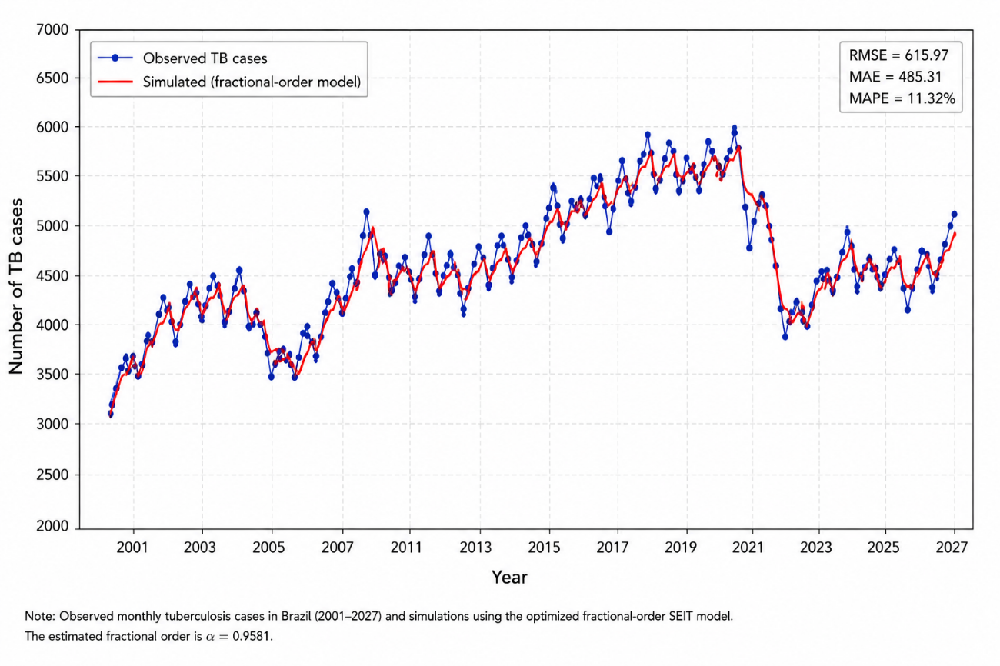 7000
6500
6000
5500
5000
4500
4000
3500
3000
2500
2000
Number of TB cases
Observed TB cases
Simulated (fractional-order model)
RMSE = 615.97
MAE = 485.31
MAPE = 11.32%
2001 2003 2005 2007 2011 2013 2015 2017 2019 2021 2023 2025 2027
Year
Note: Observed monthly tuberculosis cases in Brazil (2001–2027) and simulations using the optimized fractional-order SEIT model.
The estimated fractional order is α = 0.9581.